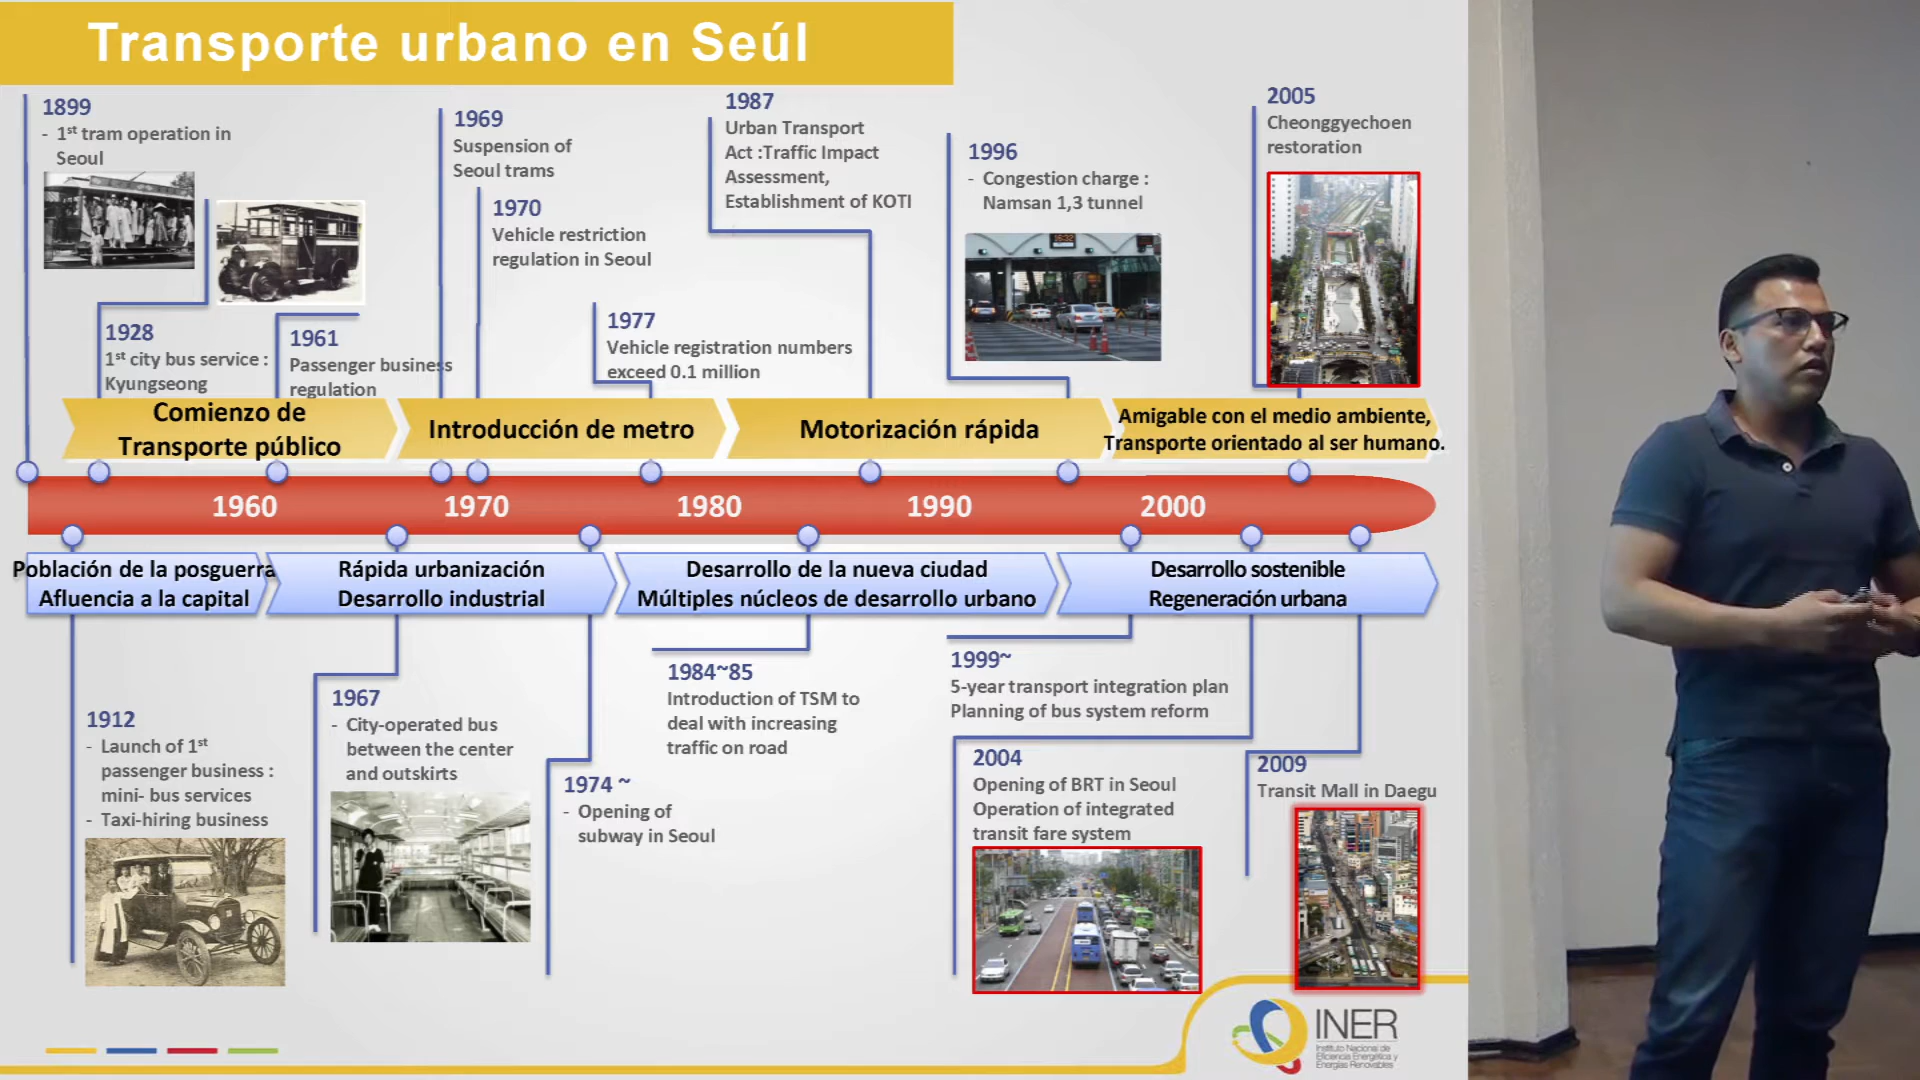 Transporte urbano en Seúl
1899
- 1st tram operation in
Seoul
1928
1st city bus service :
Kyungseong
1961
Passenger business
regulation
1969
Suspension of
Seoul trams
1970
Vehicle restriction
regulation in Seoul
1977
Vehicle registration numbers
exceed 0.1 million
1987
Urban Transport
Act :Traffic Impact
Assessment,
Establishment of KOTI
1996
- Congestion charge :
Namsan 1,3 tunnel
16:32
2005
Cheonggyechoen
restoration
Comienzo de
Transporte público
Introducción de metro
Motorización rápida
Amigable con el medio ambiente,
Transporte orientado al ser humano.
1960 1970 1980 1990 2000
Población de la posguerra
Afluencia a la capital
Rápida urbanización
Desarrollo industrial
Desarrollo de la nueva ciudad
Múltiples núcleos de desarrollo urbano
Desarrollo sostenible
Regeneración urbana
1912
- Launch of 1st
passenger business :
mini- bus services
- Taxi-hiring business
1967
- City-operated bus
between the center
and outskirts
1974 ~
- Opening of
subway in Seoul
1984~85
Introduction of TSM to
deal with increasing
traffic on road
1999~
5-year transport integration plan
Planning of bus system reform
2004
Opening of BRT in Seoul
Operation of integrated
transit fare system
2009
Transit Mall in Daegu
INER
Instituto Nacional de
Eficiencia Energética y
Energías Renovables